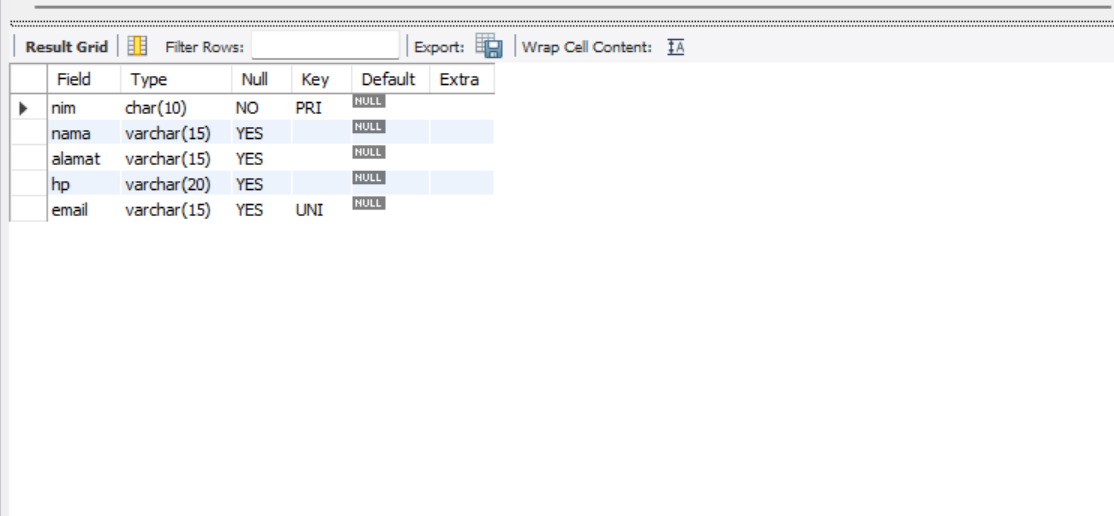 Result Grid Filter Rows: Export: Wrap Cell Content: IA
Field Type Null Key Default Extra
nim char(10) NO PRI NULL
nama varchar(15) YES NULL
alamat varchar(15) YES NULL
hp varchar(20) YES NULL
email varchar(15) YES UNI NULL